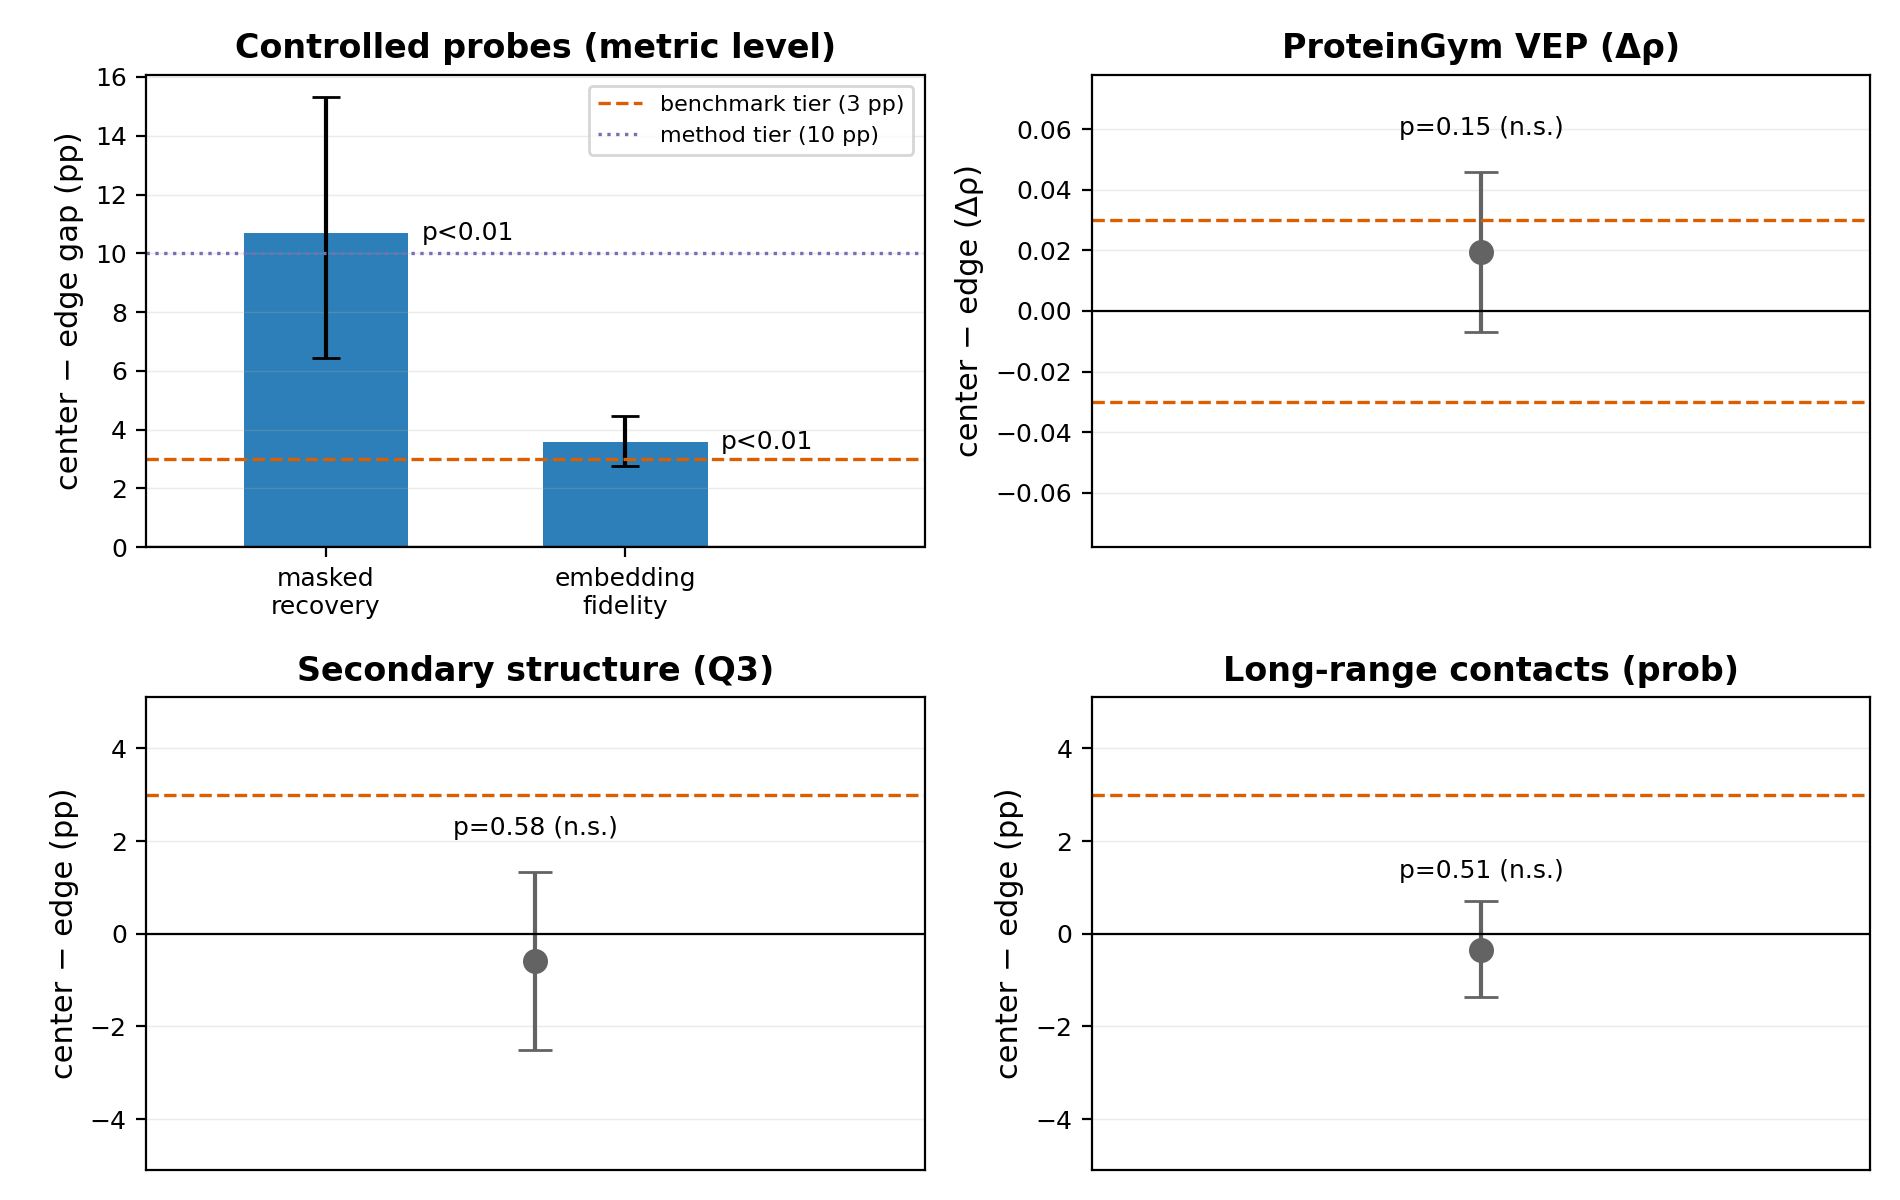 Controlled probes (metric level)
center − edge gap (pp)
16
14
12
10
8
6
4
2
0
benchmark tier (3 pp)
method tier (10 pp)
p<0.01
p<0.01
masked
recovery
embedding
fidelity
ProteinGym VEP (Δρ)
center − edge (Δρ)
0.06
0.04
0.02
0.00
−0.02
−0.04
−0.06
p=0.15 (n.s.)
Secondary structure (Q3)
center − edge (pp)
4
2
0
−2
−4
p=0.58 (n.s.)
Long-range contacts (prob)
center − edge (pp)
4
2
0
−2
−4
p=0.51 (n.s.)